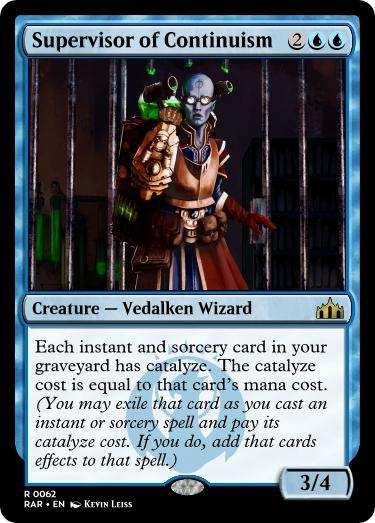 Supervisor of Continuism 2
Creature — Vedalken Wizard
Each instant and sorcery card in your
graveyard has catalyze. The catalyze
cost is equal to that card's mana cost.
(You may exile that card as you cast an
instant or sorcery spell and pay its
catalyze cost. If you do, add that cards
effects to that spell.)
3/4
R 0062
RAR • EN Kevin Leiss